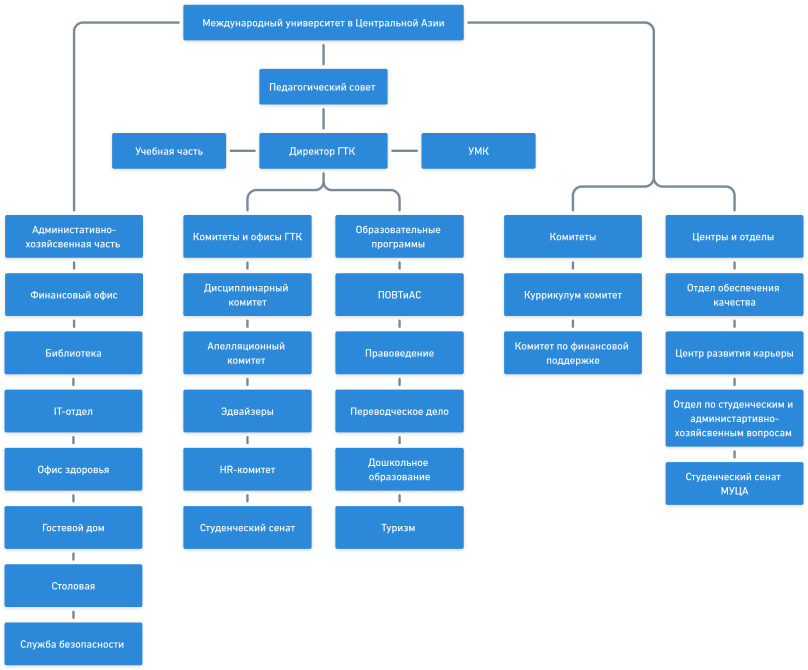 Международный университет в Центральной Азии
Педагогический совет
Учебная часть
Директор ГТК
УМК
Администативно-
хозяйсвенная часть
Финансовый офис
Библиотека
IT-отдел
Офис здоровья
Гостевой дом
Столовая
Служба безопасности
Комитеты и офисы ГТК
Дисциплинарный
комитет
Апелляционный
комитет
Эдвайзеры
HR-комитет
Студенческий сенат
Образовательные
программы
ПОВТиАС
Правоведение
Переводческое дело
Дошкольное
образование
Туризм
Комитеты
Куррикулум комитет
Комитет по финансовой
поддержке
Центры и отделы
Отдел обеспечения
качества
Центр развития карьеры
Отдел по студенческим и
администартивно-
хозяйсвенным вопросам
Студенческий сенат
МУЦА